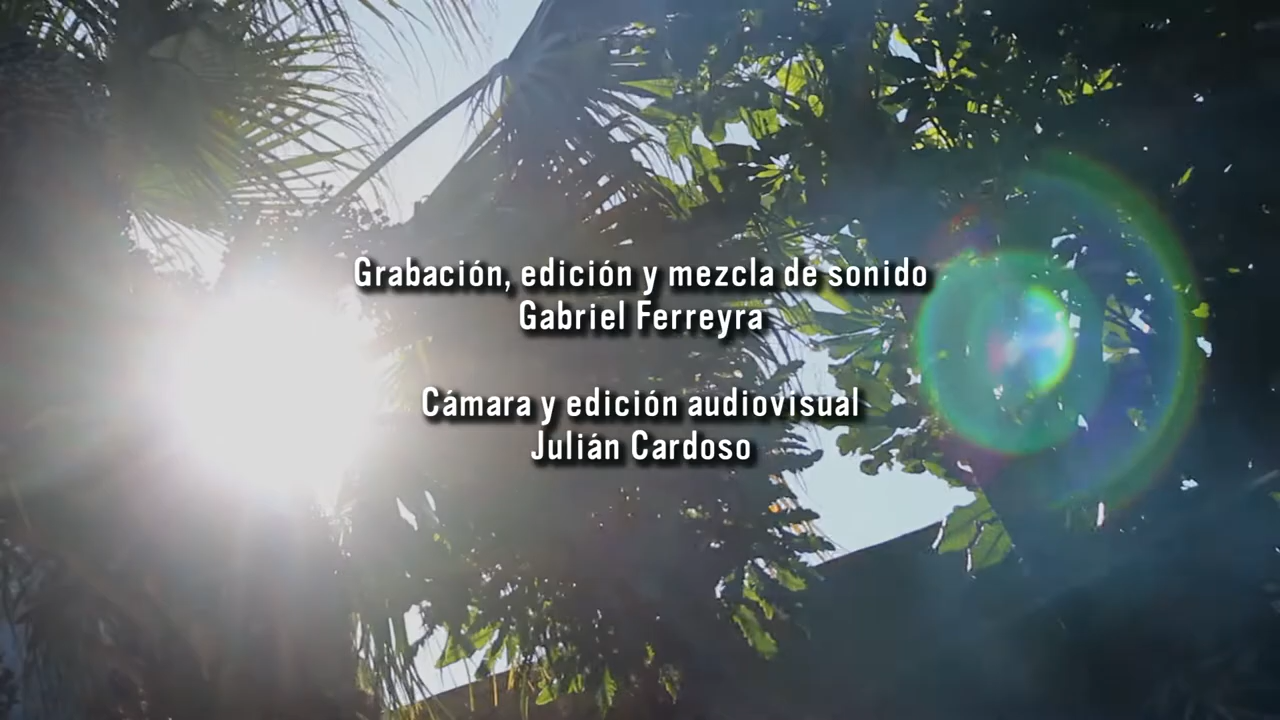 Grabación, edición y mezcla de sonido
Gabriel Ferreyra
Cámara y edición audiovisual
Julián Cardoso